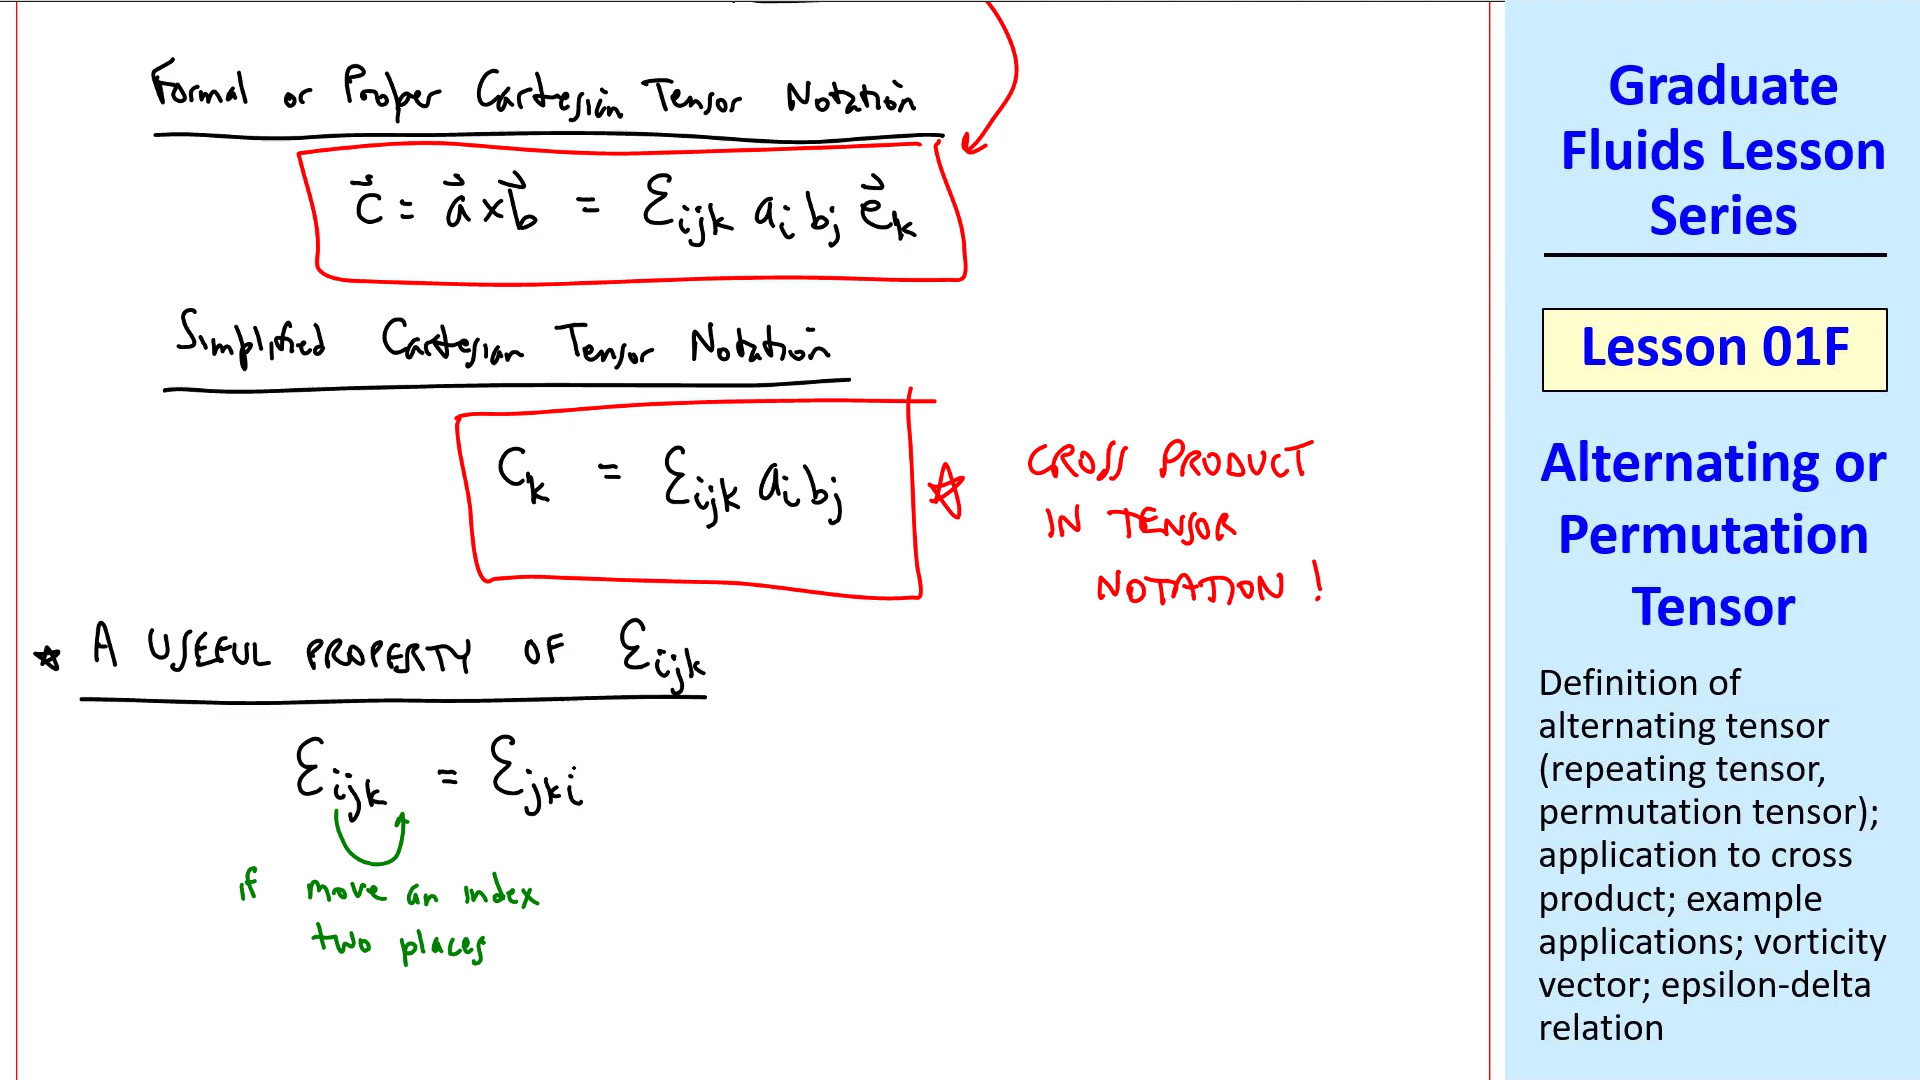 Formal or Proper Cartesian Tensor Notation
c⃗ = a⃗ × b⃗ = εijk ai bj e⃗k
Simplified Cartesian Tensor Notation
Ck = εijk ai bj
CROSS PRODUCT
IN TENSOR
NOTATION !
A USEFUL PROPERTY OF εijk
εijk = εjki
if move an index
two places
Graduate
Fluids Lesson
Series
Lesson 01F
Alternating or
Permutation
Tensor
Definition of
alternating tensor
(repeating tensor,
permutation tensor);
application to cross
product; example
applications; vorticity
vector; epsilon-delta
relation